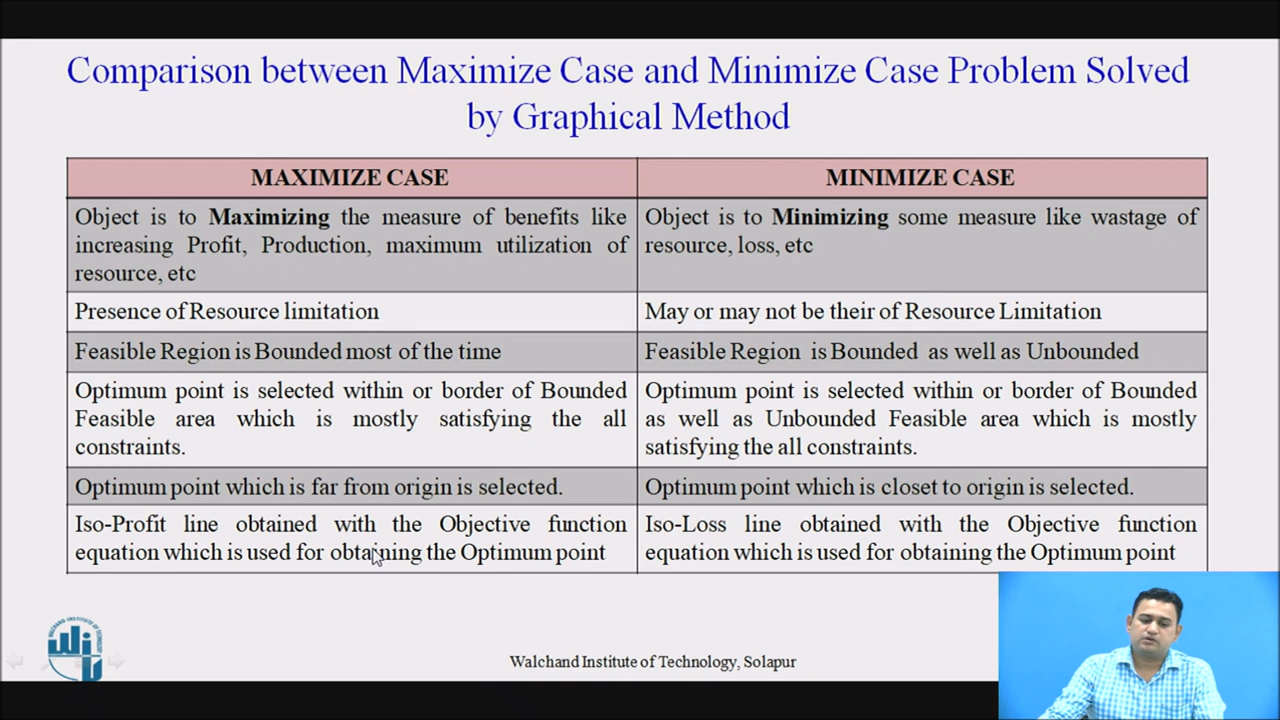 Comparison between Maximize Case and Minimize Case Problem Solved
by Graphical Method
MAXIMIZE CASE
MINIMIZE CASE
Object is to Maximizing the measure of benefits like
increasing Profit, Production, maximum utilization of
resource, etc
Object is to Minimizing some measure like wastage of
resource, loss, etc
Presence of Resource limitation
May or may not be their of Resource Limitation
Feasible Region is Bounded most of the time
Feasible Region is Bounded as well as Unbounded
Optimum point is selected within or border of Bounded
Feasible area which is mostly satisfying the all
constraints.
Optimum point is selected within or border of Bounded
as well as Unbounded Feasible area which is mostly
satisfying the all constraints.
Optimum point which is far from origin is selected.
Optimum point which is closet to origin is selected.
Iso-Profit line obtained with the Objective function
equation which is used for obtaining the Optimum point
Iso-Loss line obtained with the Objective function
equation which is used for obtaining the Optimum point
WALCHAND INSTITUTE OF TECHNOLOGY
Walchand Institute of Technology, Solapur